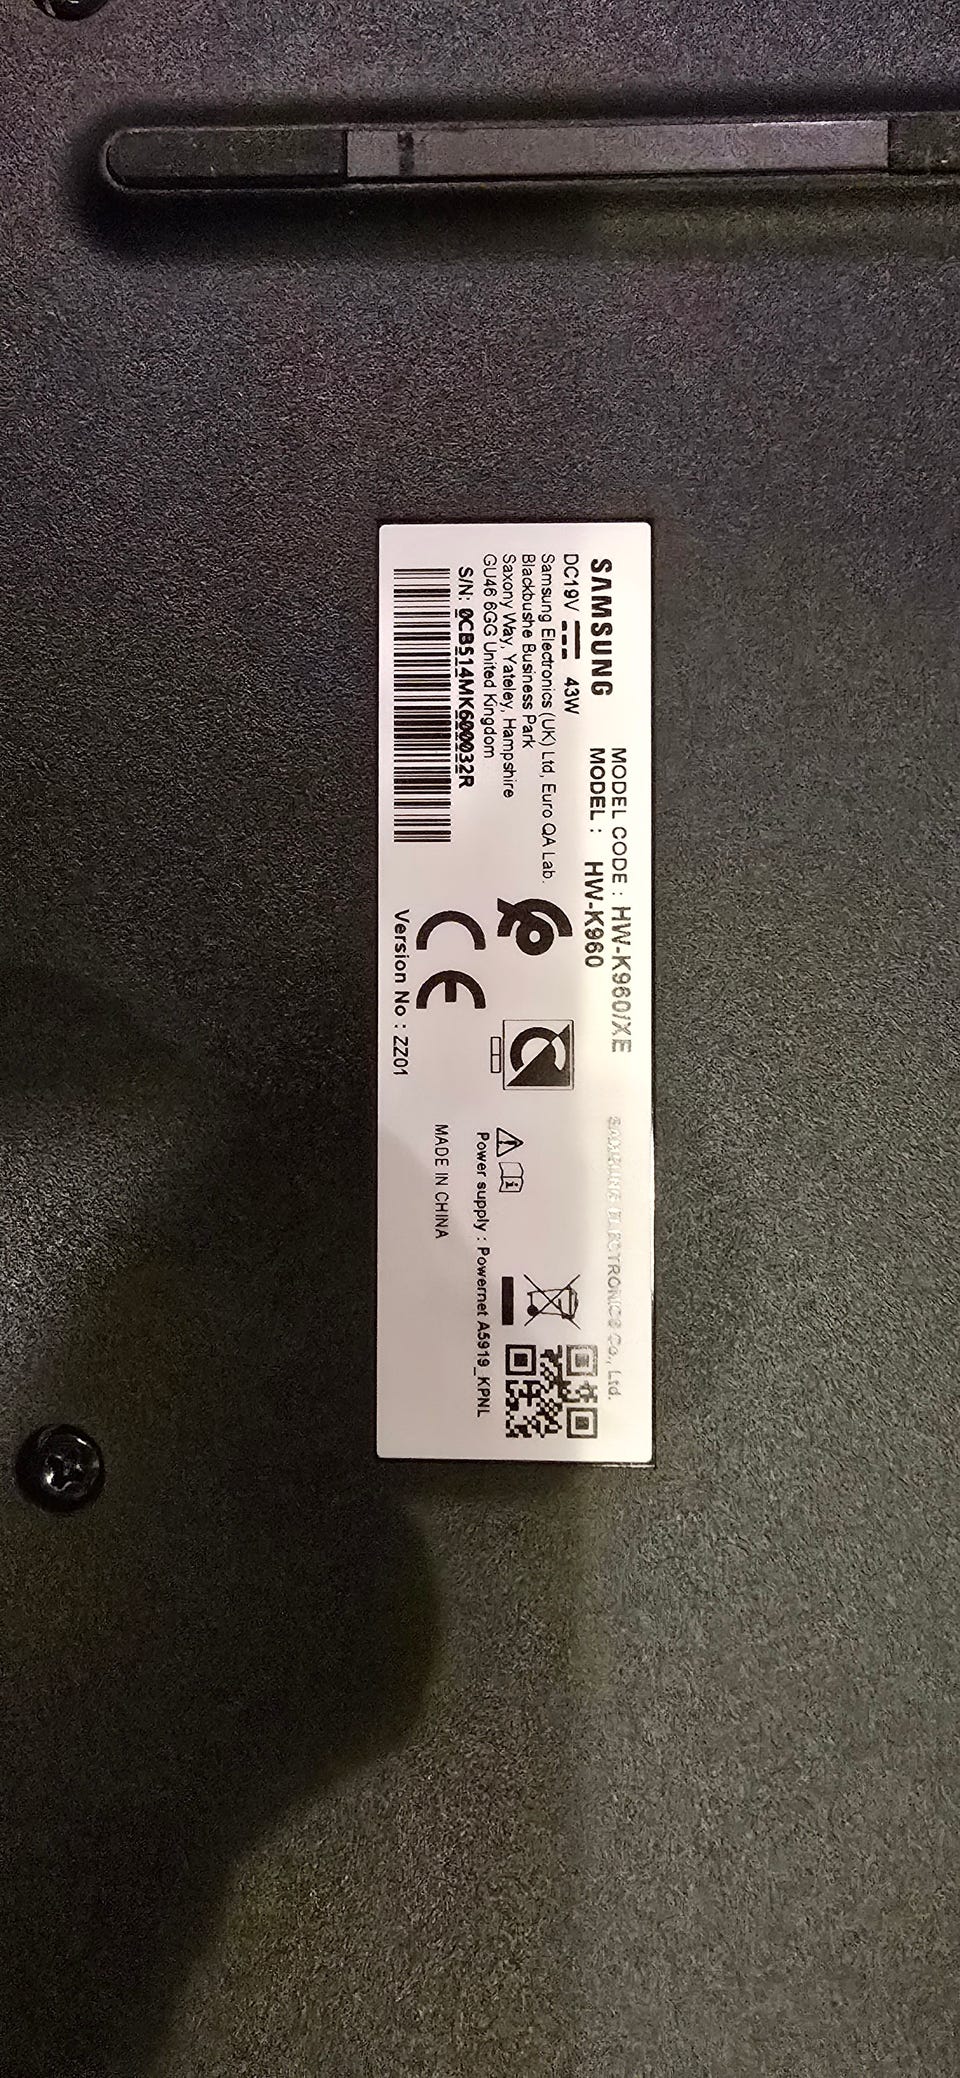 SAMSUNG
MODEL CODE : HW-K960/XE
MODEL : HW-K960
SAMSUNG ELECTRONICS Co., Ltd.
DC19V 43W
Samsung Electronics (UK) Ltd, Euro QA Lab.
Blackbushe Business Park
Saxony Way, Yateley, Hampshire
GU46 6GG United Kingdom
S/N: 0CBS14MK600032R
CE
Version No : ZZ01
Power supply : Powernet A5919_KPNL
MADE IN CHINA